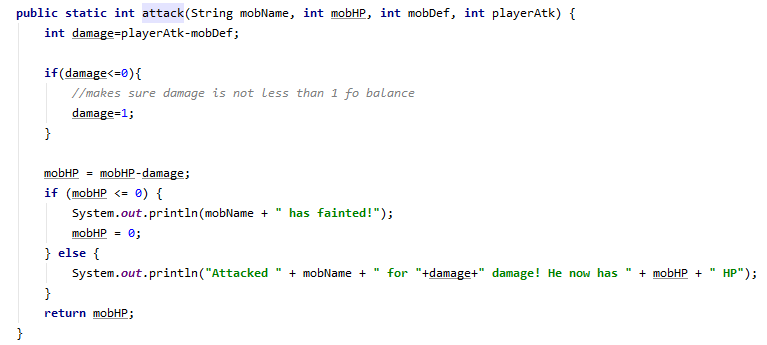 public static int attack(String mobName, int mobHP, int mobDef, int playerAtk) {
int damage=playerAtk-mobDef;
if(damage<=0){
//makes sure damage is not less than 1 fo balance
damage=1;
}
mobHP = mobHP-damage;
if (mobHP <= 0) {
System.out.println(mobName + " has fainted!");
mobHP = 0;
} else {
System.out.println("Attacked " + mobName + " for "+damage+" damage! He now has " + mobHP + " HP");
}
return mobHP;
}